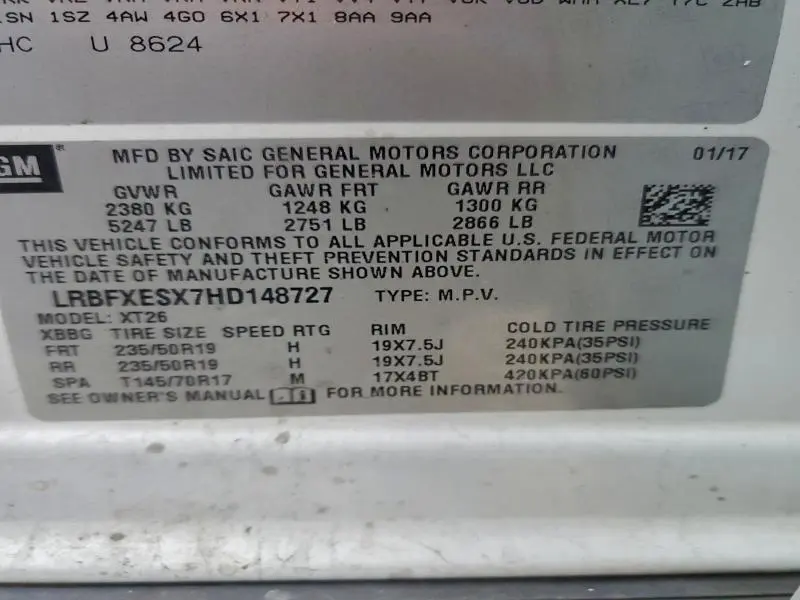 SN 1SZ 4AW 4G0 6X1 7X1 8AA 9AA
HC U 8624
GM
MFD BY SAIC GENERAL MOTORS CORPORATION 01/17
LIMITED FOR GENERAL MOTORS LLC
GVWR GAWR FRT GAWR RR
2380 KG 1248 KG 1300 KG
5247 LB 2751 LB 2866 LB
THIS VEHICLE CONFORMS TO ALL APPLICABLE U.S. FEDERAL MOTOR
VEHICLE SAFETY AND THEFT PREVENTION STANDARDS IN EFFECT ON
THE DATE OF MANUFACTURE SHOWN ABOVE.
LRBFXESX7HD148727 TYPE: M.P.V.
MODEL: XT26
XBBG TIRE SIZE SPEED RTG RIM COLD TIRE PRESSURE
FRT 235/50R19 H 19X7.5J 240KPA(35PSI)
RR 235/50R19 H 19X7.5J 240KPA(35PSI)
SPA T145/70R17 M 17X4BT 420KPA(60PSI)
SEE OWNER'S MANUAL FOR MORE INFORMATION.